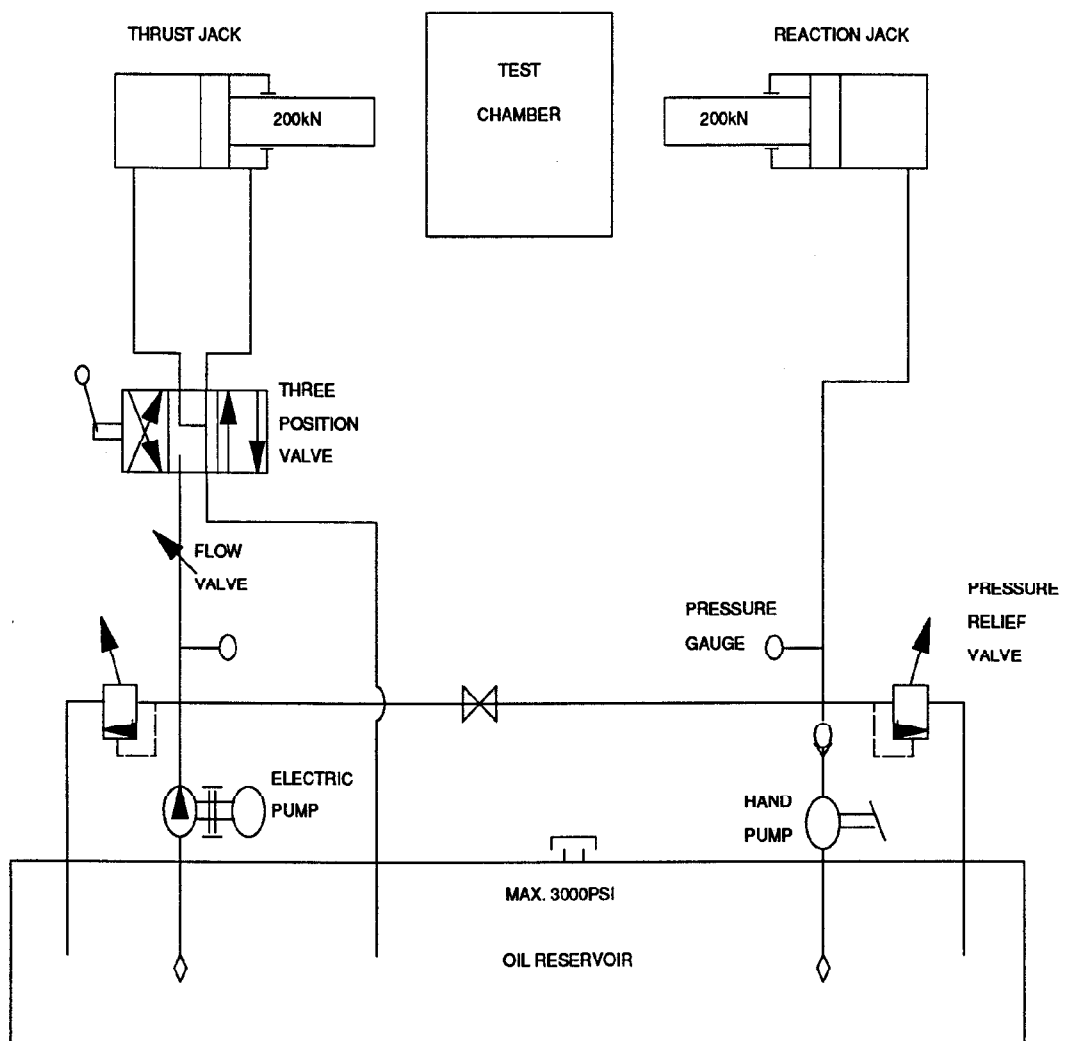 THRUST JACK
REACTION JACK
TEST
CHAMBER
200kN
200kN
THREE
POSITION
VALVE
FLOW
VALVE
PRESSURE
GAUGE
PRESSURE
RELIEF
VALVE
ELECTRIC
PUMP
HAND
PUMP
MAX. 3000PSI
OIL RESERVOIR